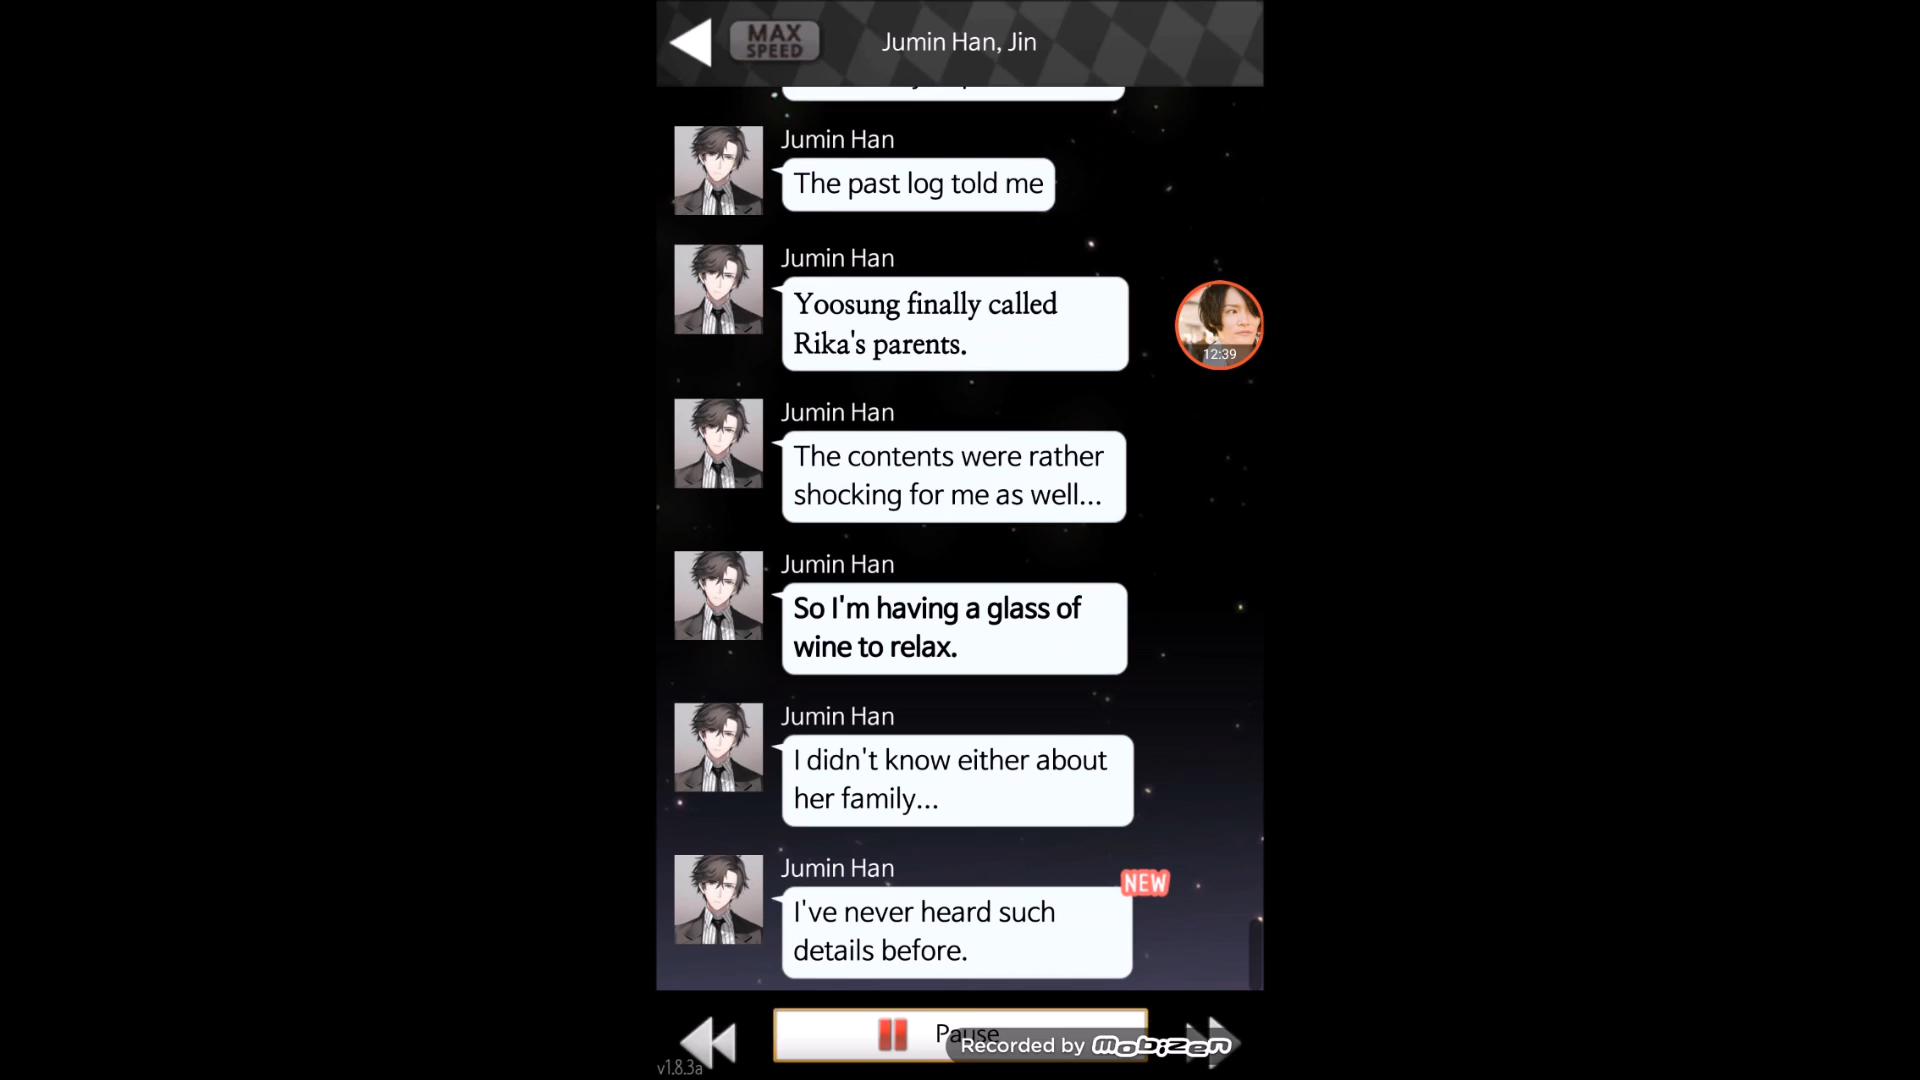 MAX
SPEED
Jumin Han, Jin
Jumin Han
The past log told me
Jumin Han
Yoosung finally called
Rika's parents.
12:39
Jumin Han
The contents were rather
shocking for me as well...
Jumin Han
So I'm having a glass of
wine to relax.
Jumin Han
I didn't know either about
her family...
Jumin Han
NEW
I've never heard such
details before.
Pause
Recorded by Mobizen
v1.8.3a